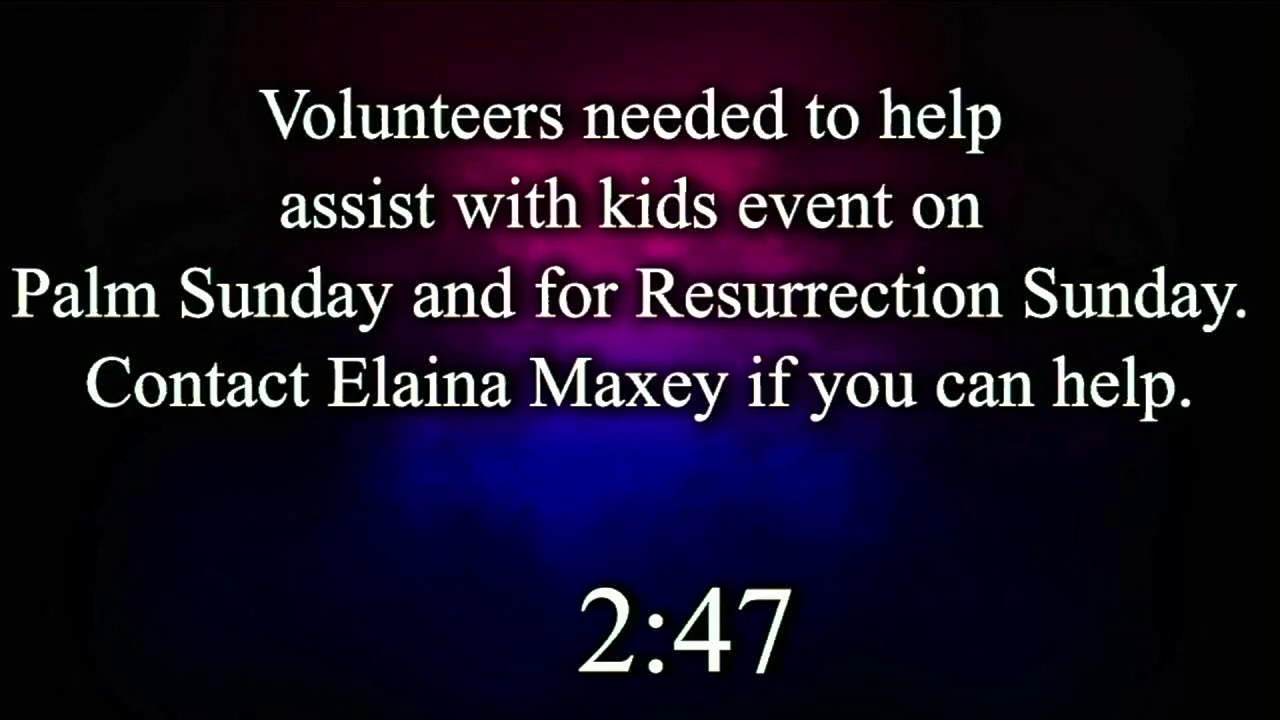 Volunteers needed to help
assist with kids event on
Palm Sunday and for Resurrection Sunday.
Contact Elaina Maxey if you can help.
2:47